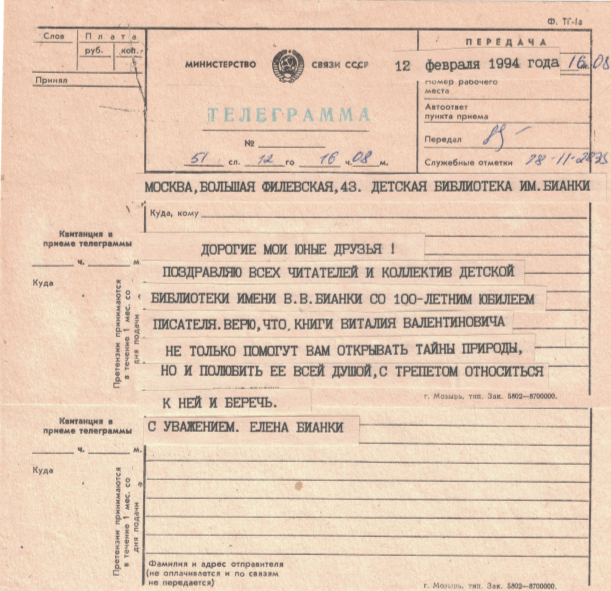 Ф. ТГ-1а
Слов Плата
руб. коп.
Принял
МИНИСТЕРСТВО СВЯЗИ СССР
ТЕЛЕГРАММА
№
51 сл. 12 го 16 ч. 08 м.
ПЕРЕДАЧА
12 февраля 1994 года 16 08
Номер рабочего
места
Автоответ
пункта приема
Передал
Служебные отметки
МОСКВА,БОЛЬШАЯ ФИЛЕВСКАЯ,43. ДЕТСКАЯ БИБЛИОТЕКА ИМ.БИАНКИ
Куда, кому
Квитанция в
приеме телеграммы
ч. м.
Куда
Претензии принимаются
в течение 1 мес. со
дня подачи
ДОРОГИЕ МОИ ЮНЫЕ ДРУЗЬЯ !
ПОЗДРАВЛЯЮ ВСЕХ ЧИТАТЕЛЕЙ И КОЛЛЕКТИВ ДЕТСКОЙ
БИБЛИОТЕКИ ИМЕНИ В.В.БИАНКИ СО 100-ЛЕТНИМ ЮБИЛЕЕМ
ПИСАТЕЛЯ.ВЕРЮ,ЧТО КНИГИ ВИТАЛИЯ ВАЛЕНТИНОВИЧА
НЕ ТОЛЬКО ПОМОГУТ ВАМ ОТКРЫВАТЬ ТАЙНЫ ПРИРОДЫ,
НО И ПОЛЮБИТЬ ЕЕ ВСЕЙ ДУШОЙ,С ТРЕПЕТОМ ОТНОСИТЬСЯ
К НЕЙ И БЕРЕЧЬ.
г. Мозырь, тип. Зак. 5802—8700000.
С УВАЖЕНИЕМ. ЕЛЕНА БИАНКИ
Квитанция в
приеме телеграммы
ч. м.
Куда
Претензии принимаются
в течение 1 мес. со
дня подачи
Фамилия и адрес отправителя
(не оплачивается и по связям
не передается)
г. Мозырь, тип. Зак. 5802—8700000.